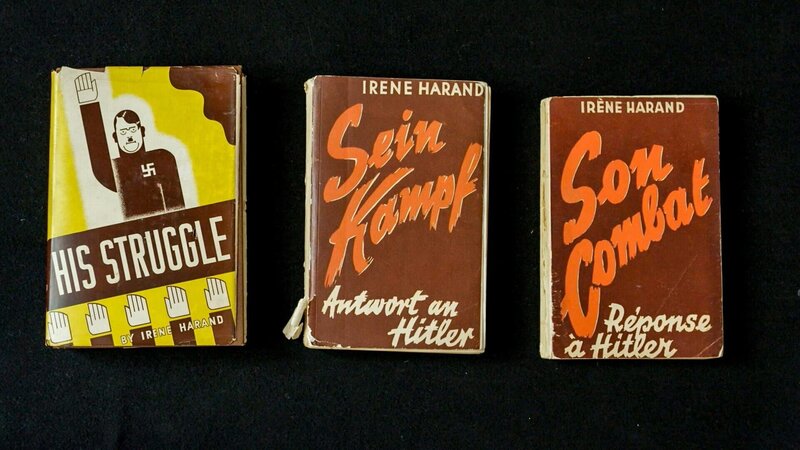 HIS STRUGGLE
BY IRENE HARAND
IRENE HARAND
Sein
Kampf
Antwort an
Hitler
IRÈNE HARAND
Son
Combat
Réponse
à Hitler